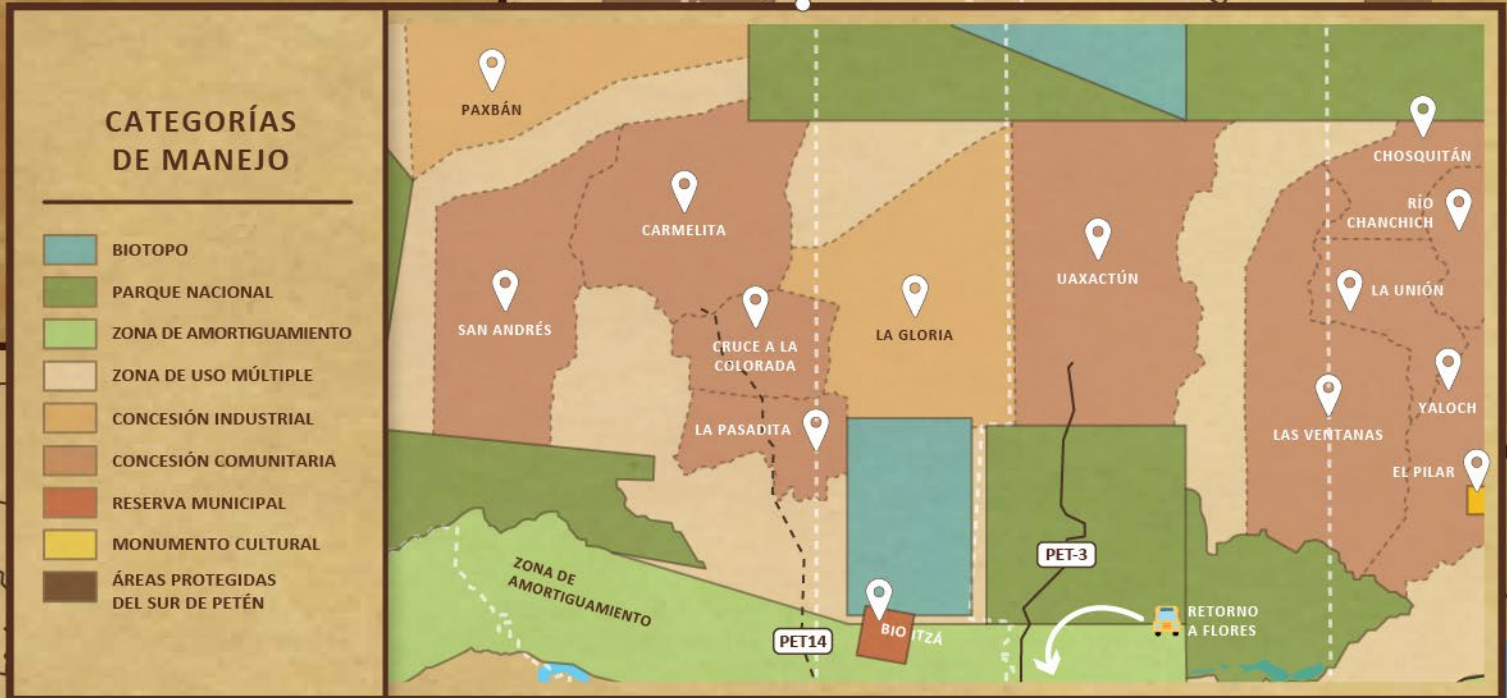 CATEGORÍAS
DE MANEJO
BIOTOPO
PARQUE NACIONAL
ZONA DE AMORTIGUAMIENTO
ZONA DE USO MÚLTIPLE
CONCESIÓN INDUSTRIAL
CONCESIÓN COMUNITARIA
RESERVA MUNICIPAL
MONUMENTO CULTURAL
ÁREAS PROTEGIDAS
DEL SUR DE PETÉN
PAXBÁN
CHOSQUITÁN
RÍO
CHANCHICH
CARMELITA
UAXACTÚN
LA UNIÓN
SAN ANDRÉS
LA GLORIA
CRUCE A LA
COLORADA
YALOCH
LA PASADITA
LAS VENTANAS
EL PILAR
PET-3
ZONA DE
AMORTIGUAMIENTO
RETORNO
A FLORES
BIO ITZÁ
PET14